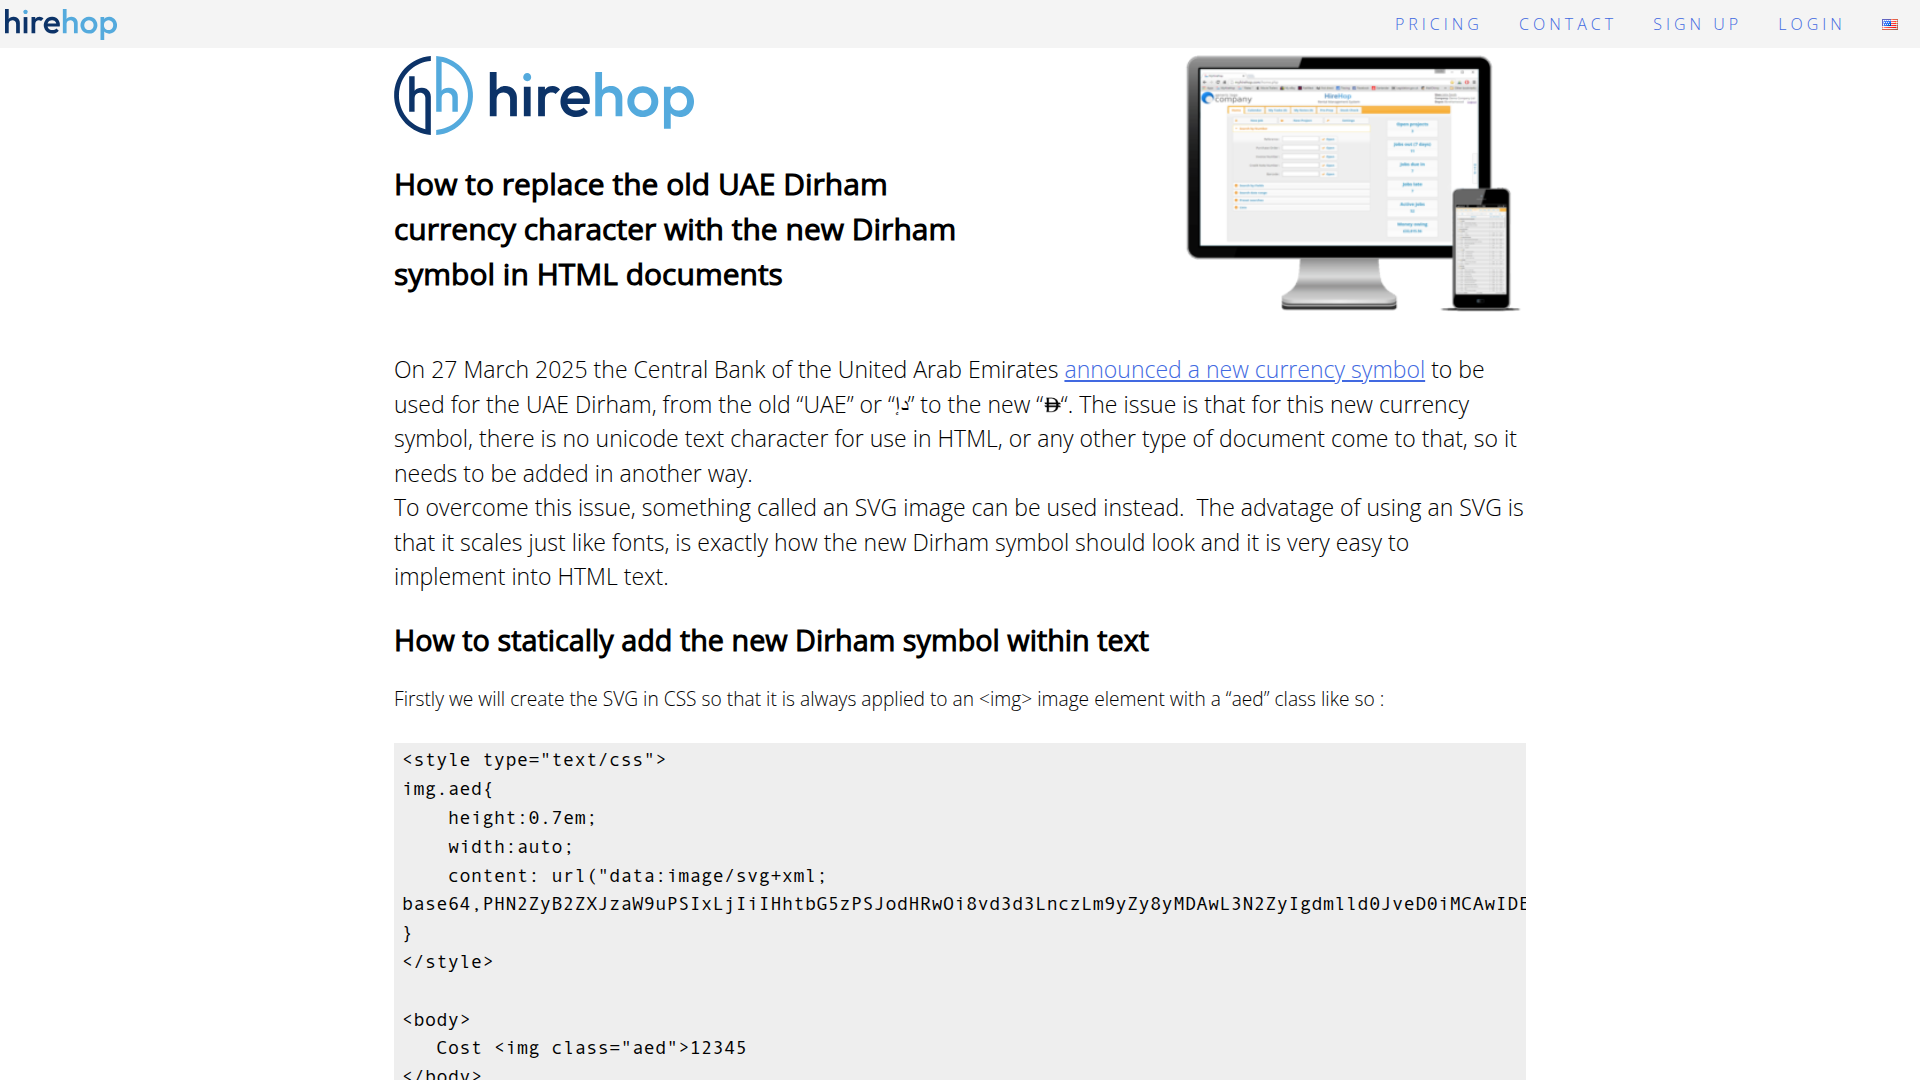 hirehop
PRICING CONTACT SIGN UP LOGIN
hh hirehop
How to replace the old UAE Dirham
currency character with the new Dirham
symbol in HTML documents
company
HireHop
On 27 March 2025 the Central Bank of the United Arab Emirates announced a new currency symbol to be
used for the UAE Dirham, from the old “UAE” or “دإ” to the new ““. The issue is that for this new currency
symbol, there is no unicode text character for use in HTML, or any other type of document come to that, so it
needs to be added in another way.
To overcome this issue, something called an SVG image can be used instead.  The advatage of using an SVG is
that it scales just like fonts, is exactly how the new Dirham symbol should look and it is very easy to
implement into HTML text.
How to statically add the new Dirham symbol within text
Firstly we will create the SVG in CSS so that it is always applied to an <img> image element with a “aed” class like so :
<style type="text/css">
img.aed{
    height:0.7em;
    width:auto;
    content: url("data:image/svg+xml;
base64,PHN2ZyB2ZXJzaW9uPSIxLjIiIHhtbG5zPSJodHRwOi8vd3d3LnczLm9yZy8yMDAwL3N2ZyIgdmlld0JveD0iMCAwIDE
}
</style>
<body>
   Cost <img class="aed">12345
</body>